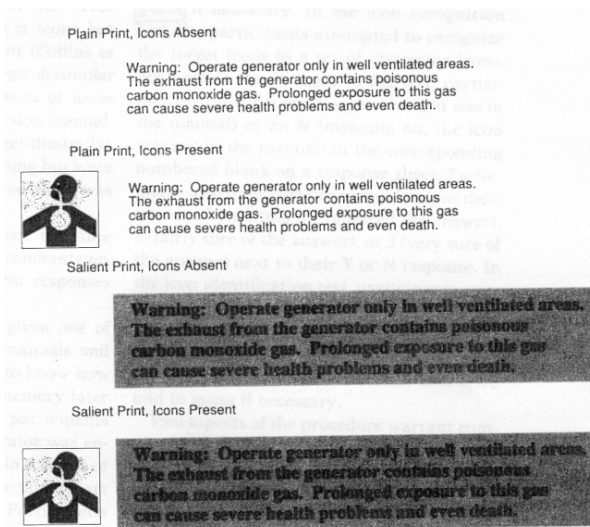 Plain Print, Icons Absent
Warning: Operate generator only in well ventilated areas.
The exhaust from the generator contains poisonous
carbon monoxide gas. Prolonged exposure to this gas
can cause severe health problems and even death.
Plain Print, Icons Present
Warning: Operate generator only in well ventilated areas.
The exhaust from the generator contains poisonous
carbon monoxide gas. Prolonged exposure to this gas
can cause severe health problems and even death.
Salient Print, Icons Absent
Warning: Operate generator only in well ventilated areas.
The exhaust from the generator contains poisonous
carbon monoxide gas. Prolonged exposure to this gas
can cause severe health problems and even death.
Salient Print, Icons Present
Warning: Operate generator only in well ventilated areas.
The exhaust from the generator contains poisonous
carbon monoxide gas. Prolonged exposure to this gas
can cause severe health problems and even death.